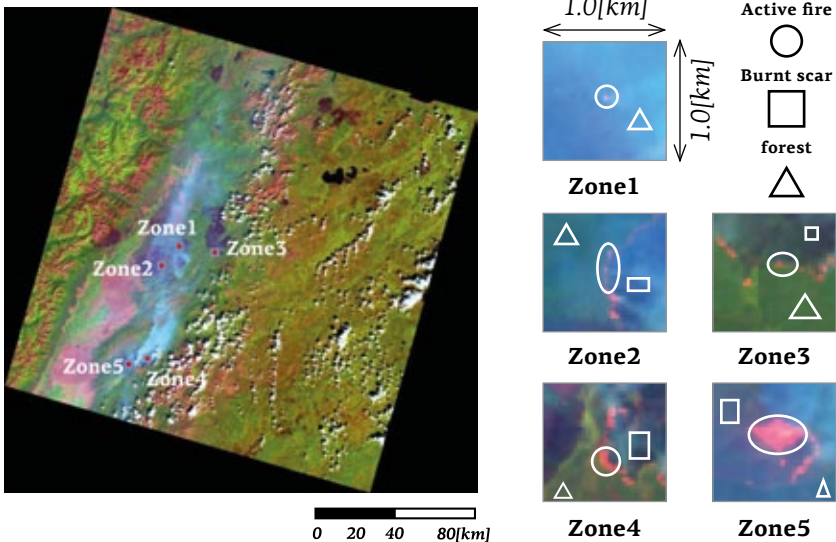 Zone1
Zone2
Zone3
Zone5
Zone4
0 20 40 80[km]
1.0[km]
1.0[km]
Active fire
Burnt scar
forest
Zone1
Zone2
Zone3
Zone4
Zone5